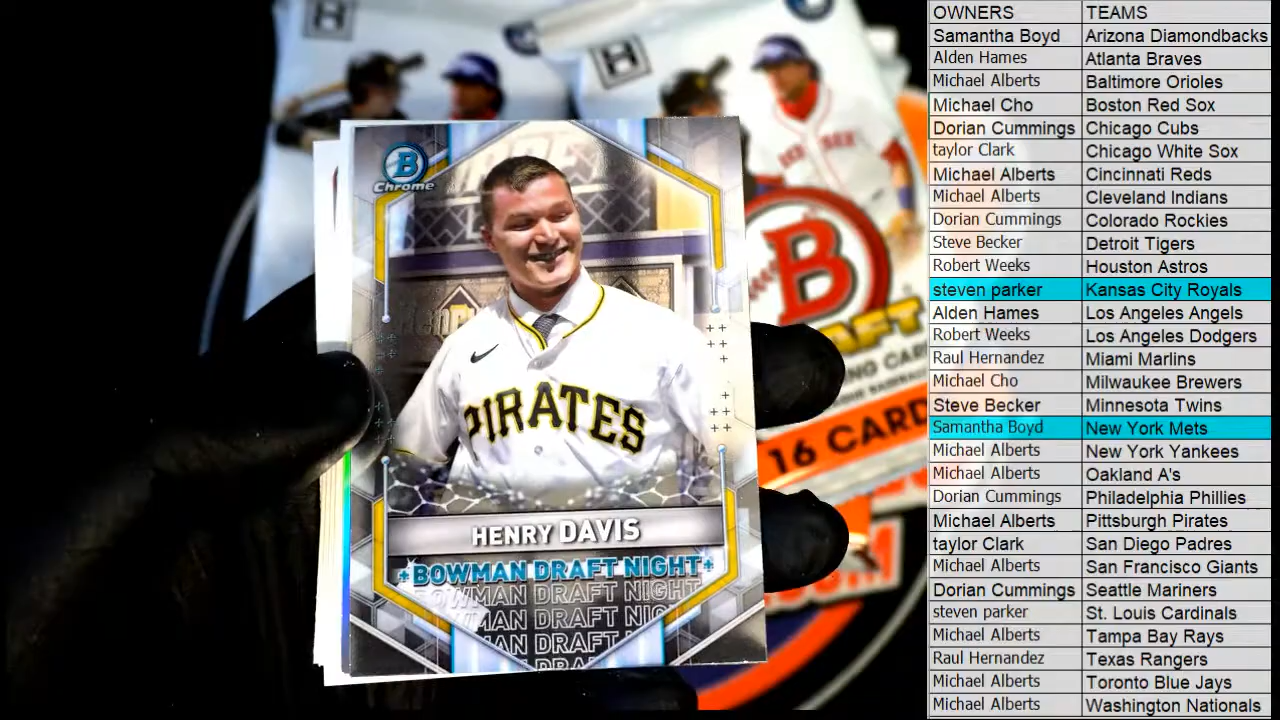 B
Chrome
PIRATES
HENRY DAVIS
BOWMAN DRAFT NIGHT
BOWMAN DRAFT NIGHT
H
H
B
16 CARD
OWNERS TEAMS
Samantha Boyd Arizona Diamondbacks
Alden Hames Atlanta Braves
Michael Alberts Baltimore Orioles
Michael Cho Boston Red Sox
Dorian Cummings Chicago Cubs
taylor Clark Chicago White Sox
Michael Alberts Cincinnati Reds
Michael Alberts Cleveland Indians
Dorian Cummings Colorado Rockies
Steve Becker Detroit Tigers
Robert Weeks Houston Astros
steven parker Kansas City Royals
Alden Hames Los Angeles Angels
Robert Weeks Los Angeles Dodgers
Raul Hernandez Miami Marlins
Michael Cho Milwaukee Brewers
Steve Becker Minnesota Twins
Samantha Boyd New York Mets
Michael Alberts New York Yankees
Michael Alberts Oakland A's
Dorian Cummings Philadelphia Phillies
Michael Alberts Pittsburgh Pirates
taylor Clark San Diego Padres
Michael Alberts San Francisco Giants
Dorian Cummings Seattle Mariners
steven parker St. Louis Cardinals
Michael Alberts Tampa Bay Rays
Raul Hernandez Texas Rangers
Michael Alberts Toronto Blue Jays
Michael Alberts Washington Nationals